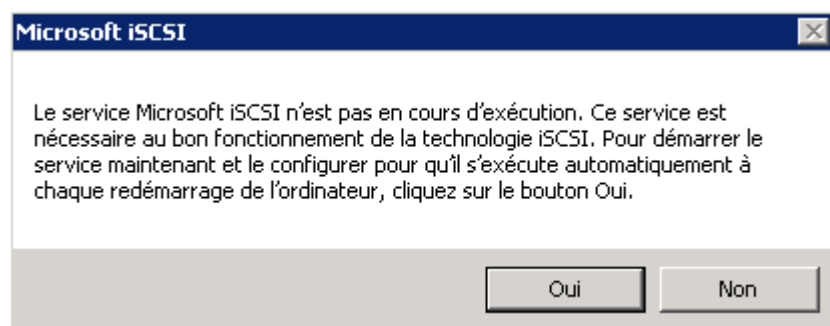 Microsoft iSCSI
Le service Microsoft iSCSI n'est pas en cours d'exécution. Ce service est
nécessaire au bon fonctionnement de la technologie iSCSI. Pour démarrer le
service maintenant et le configurer pour qu'il s'exécute automatiquement à
chaque redémarrage de l'ordinateur, cliquez sur le bouton Oui.
Oui
Non